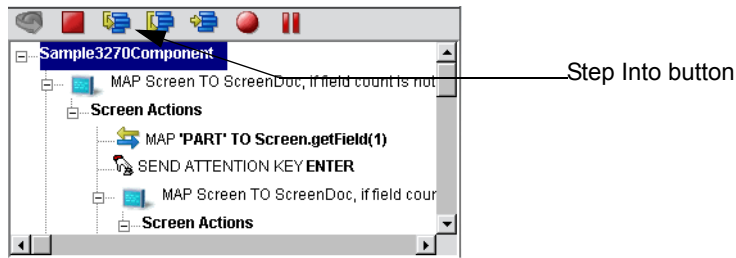 Sample3270Component
Step Into button
MAP Screen TO ScreenDoc, if field count is not
Screen Actions
MAP 'PART' TO Screen.getField(1)
SEND ATTENTION KEY ENTER
MAP Screen TO ScreenDoc, if field cour
Screen Actions